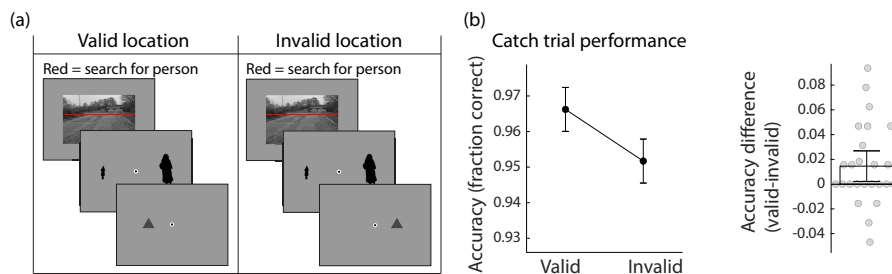 (a)
Valid location
Invalid location
Red = search for person
Red = search for person
(b)
Catch trial performance
Accuracy (fraction correct)
0.97
0.96
0.95
0.94
0.93
Valid
Invalid
Accuracy difference
(valid-invalid)
0.08
0.06
0.04
0.02
0
-0.02
-0.04